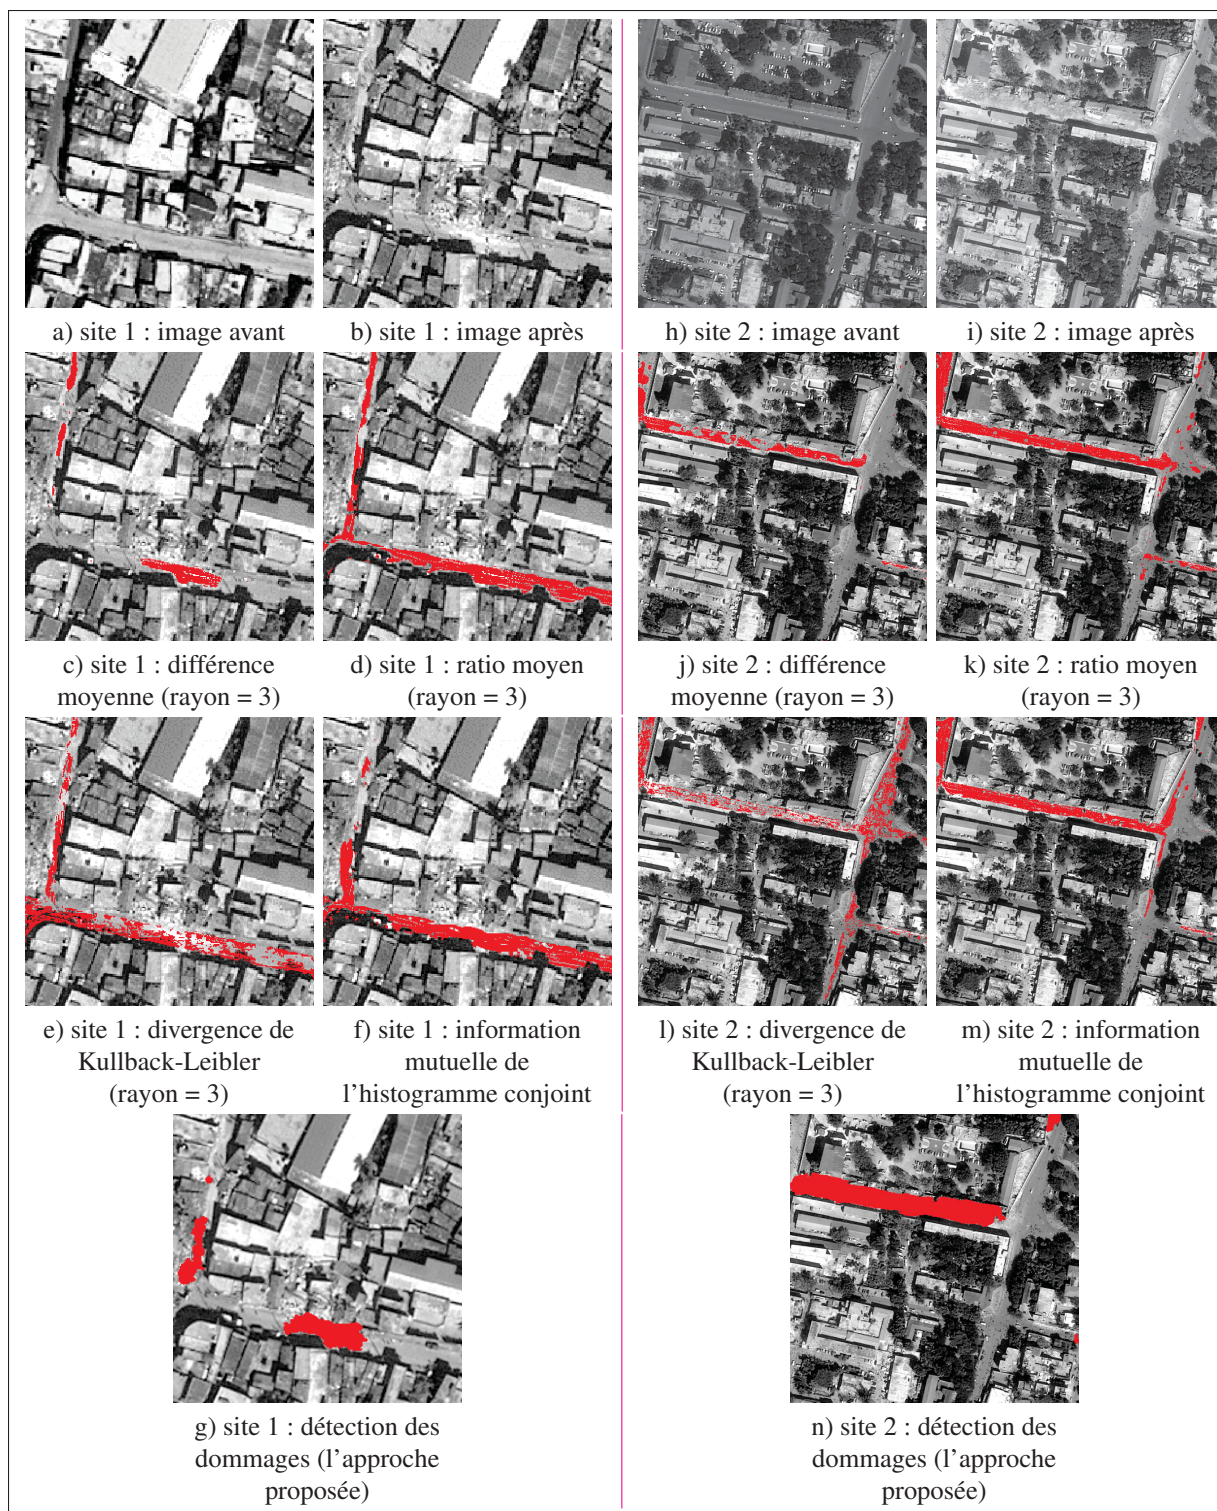 a) site 1 : image avant
b) site 1 : image après
h) site 2 : image avant
i) site 2 : image après
c) site 1 : différence
moyenne (rayon = 3)
d) site 1 : ratio moyen
(rayon = 3)
j) site 2 : différence
moyenne (rayon = 3)
k) site 2 : ratio moyen
(rayon = 3)
e) site 1 : divergence de
Kullback-Leibler
(rayon = 3)
f) site 1 : information
mutuelle de
l'histogramme conjoint
l) site 2 : divergence de
Kullback-Leibler
(rayon = 3)
m) site 2 : information
mutuelle de
l'histogramme conjoint
g) site 1 : détection des
dommages (l'approche
proposée)
n) site 2 : détection des
dommages (l'approche
proposée)